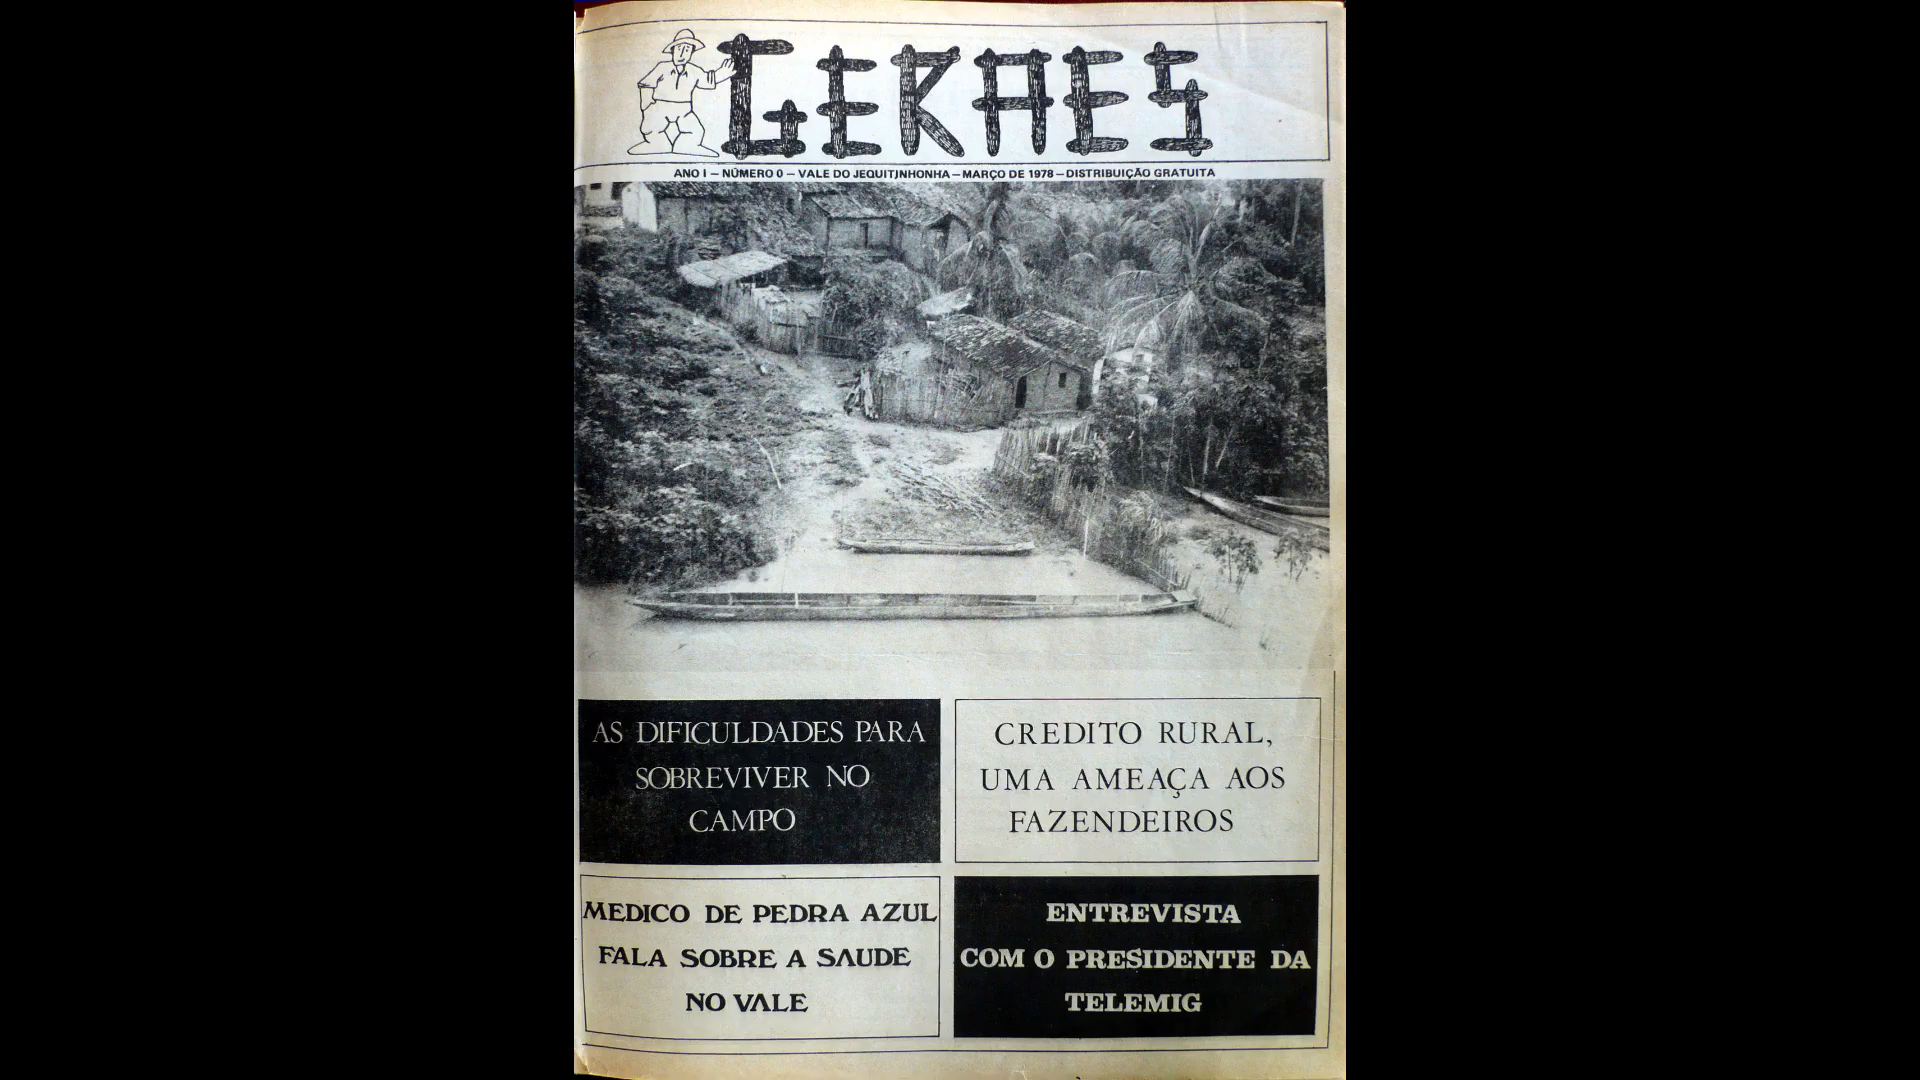 GERAES
ANO I — NÚMERO 0 — VALE DO JEQUITINHONHA — MARÇO DE 1978 — DISTRIBUIÇÃO GRATUITA
AS DIFICULDADES PARA
SOBREVIVER NO
CAMPO
CREDITO RURAL,
UMA AMEAÇA AOS
FAZENDEIROS
MEDICO DE PEDRA AZUL
FALA SOBRE A SAUDE
NO VALE
ENTREVISTA
COM O PRESIDENTE DA
TELEMIG